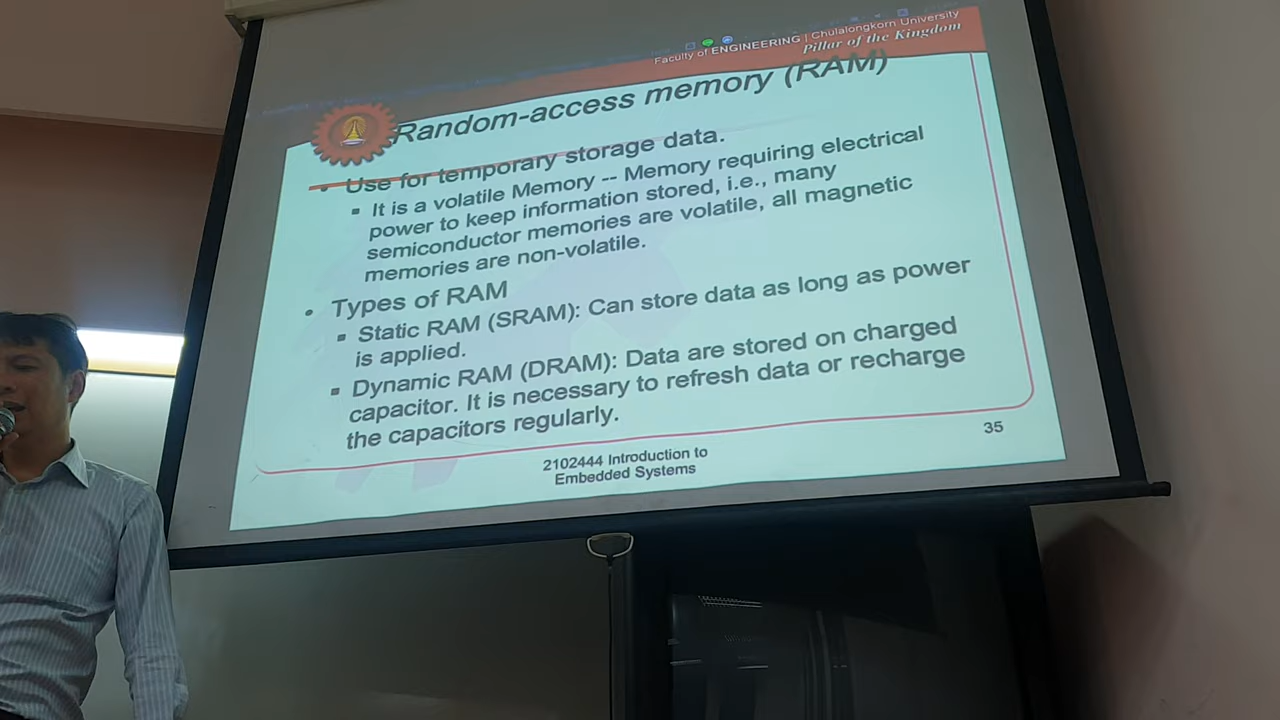 Faculty of ENGINEERING | Chulalongkorn University
Pillar of the Kingdom
Random-access memory (RAM)
• Use for temporary storage data.
▪ It is a volatile Memory -- Memory requiring electrical
power to keep information stored, i.e., many
semiconductor memories are volatile, all magnetic
memories are non-volatile.
• Types of RAM
▪ Static RAM (SRAM): Can store data as long as power
is applied.
▪ Dynamic RAM (DRAM): Data are stored on charged
capacitor. It is necessary to refresh data or recharge
the capacitors regularly.
2102444 Introduction to
Embedded Systems
35